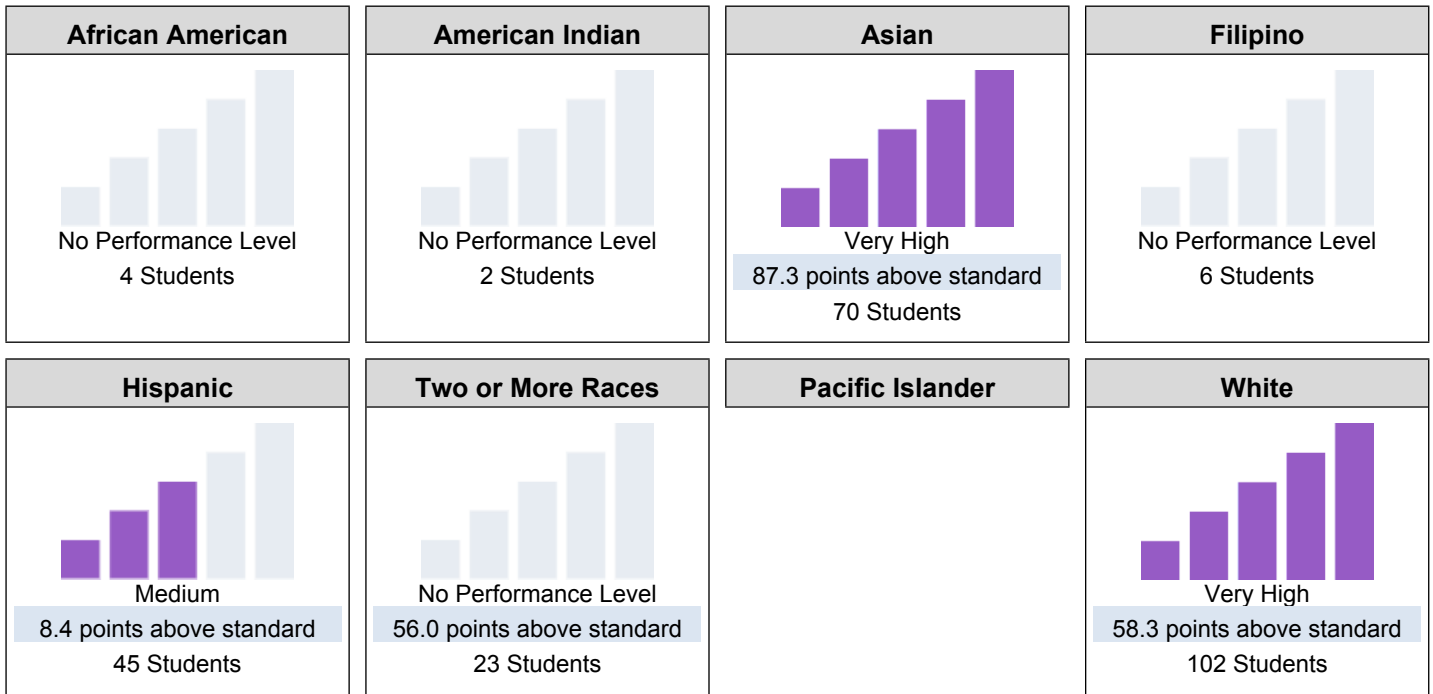 African American
No Performance Level
4 Students
American Indian
No Performance Level
2 Students
Asian
Very High
87.3 points above standard
70 Students
Filipino
No Performance Level
6 Students
Hispanic
Medium
8.4 points above standard
45 Students
Two or More Races
No Performance Level
56.0 points above standard
23 Students
Pacific Islander
White
Very High
58.3 points above standard
102 Students